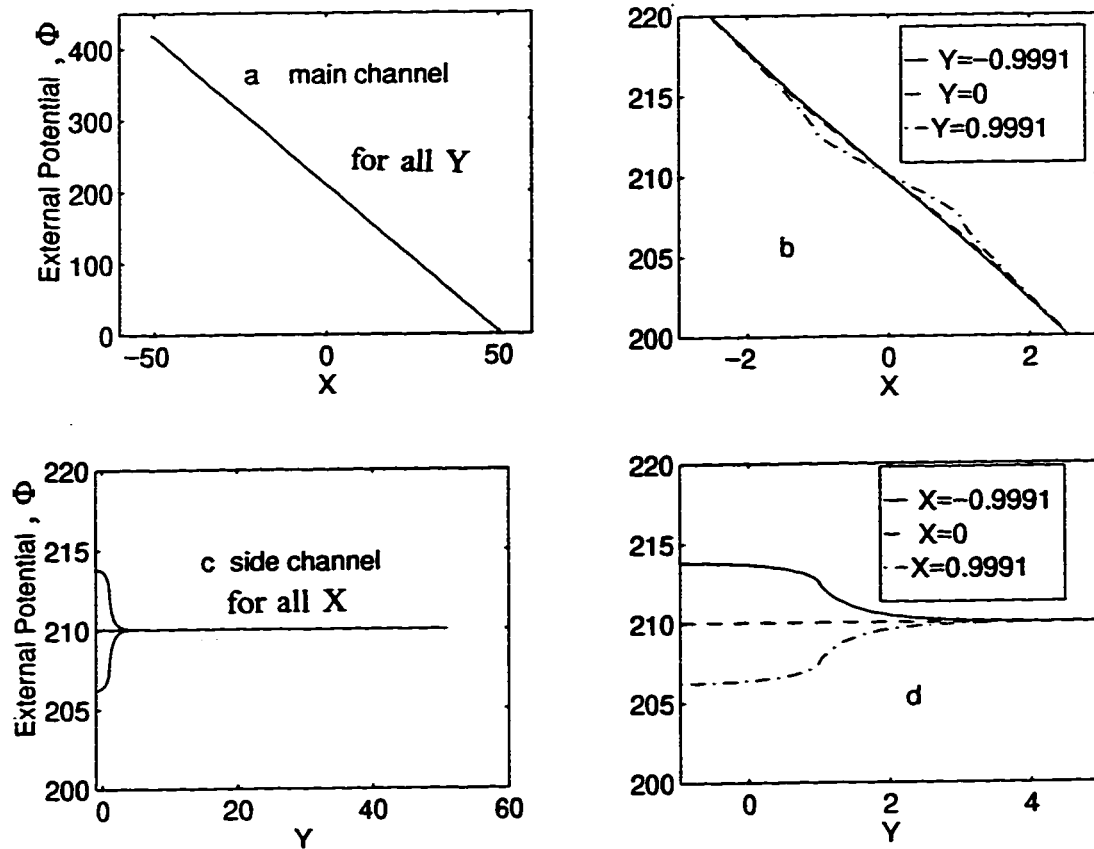 External Potential , Φ
400
300
200
100
0
−50
0
50
X
a main channel
for all Y
220
215
210
205
200
−2
0
2
X
Y=−0.9991
Y=0
Y=0.9991
b
External Potential , Φ
220
215
210
205
200
0
20
40
60
Y
c side channel
for all X
220
215
210
205
200
0
2
4
Y
X=−0.9991
X=0
X=0.9991
d